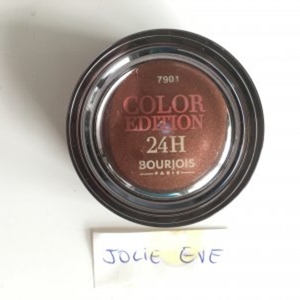 7901
COLOR
EDITION
24H
BOURJOIS
PARIS
JOLIE EVE